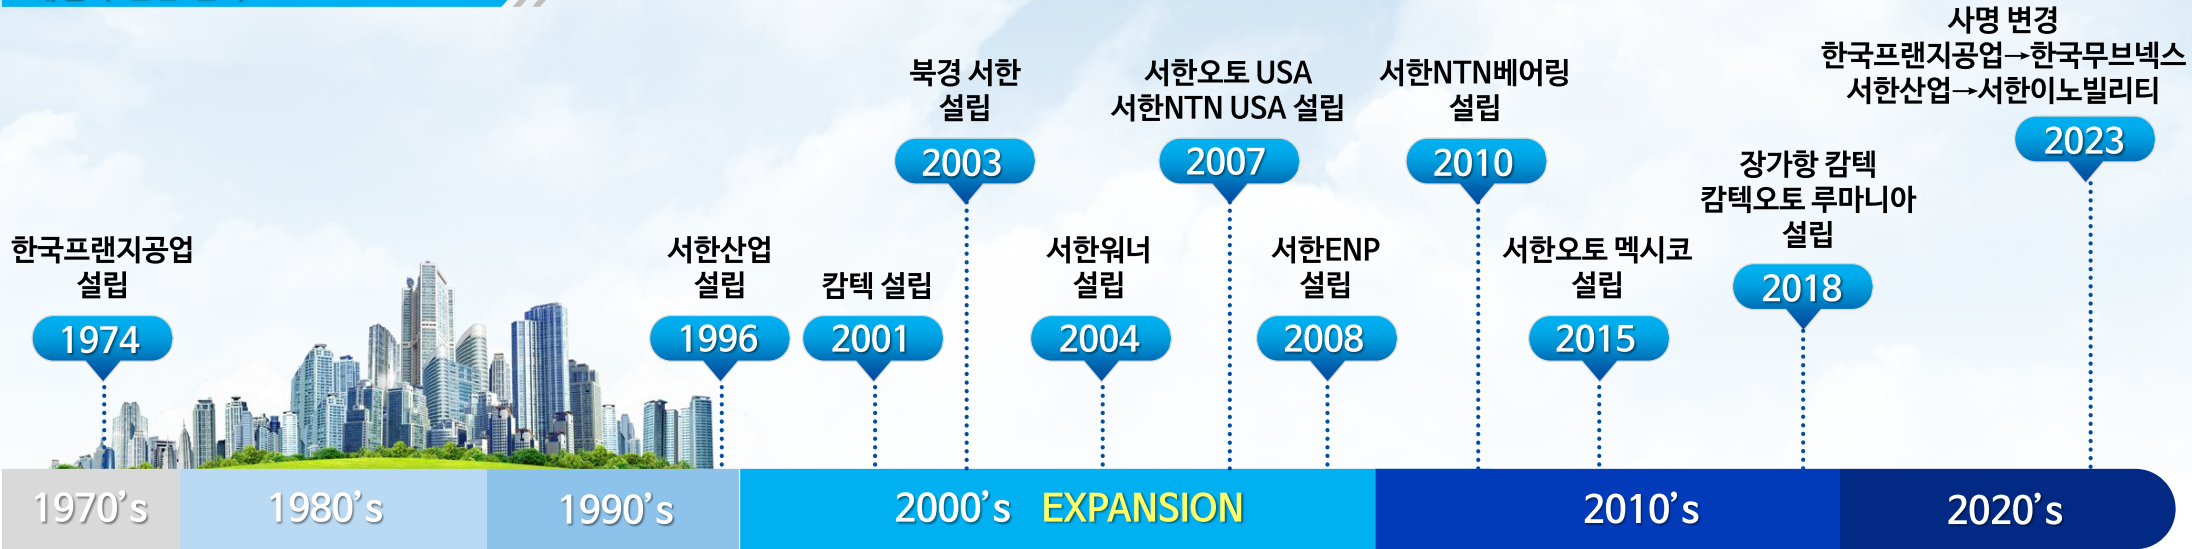 사명 변경
한국프랜지공업→한국무브넥스
서한산업→서한이노빌리티
2023
북경 서한
설립
2003
서한오토 USA
서한NTN USA 설립
2007
서한NTN베어링
설립
2010
장가항 캄텍
캄텍오토 루마니아
설립
2018
한국프랜지공업
설립
1974
서한산업
설립
1996
캄텍 설립
2001
서한워너
설립
2004
서한ENP
설립
2008
서한오토 멕시코
설립
2015
1970's
1980's
1990's
2000's EXPANSION
2010's
2020's